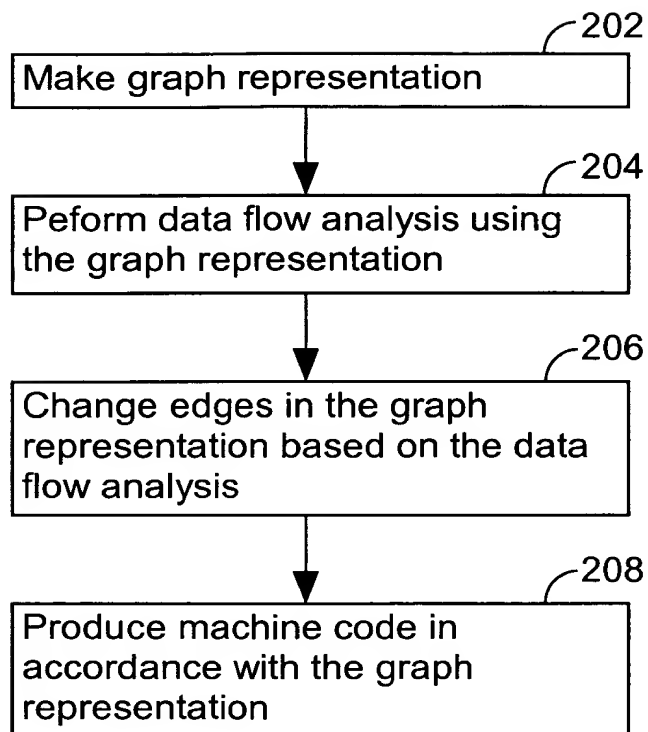 202
Make graph representation
204
Peform data flow analysis using
the graph representation
206
Change edges in the graph
representation based on the data
flow analysis
208
Produce machine code in
accordance with the graph
representation